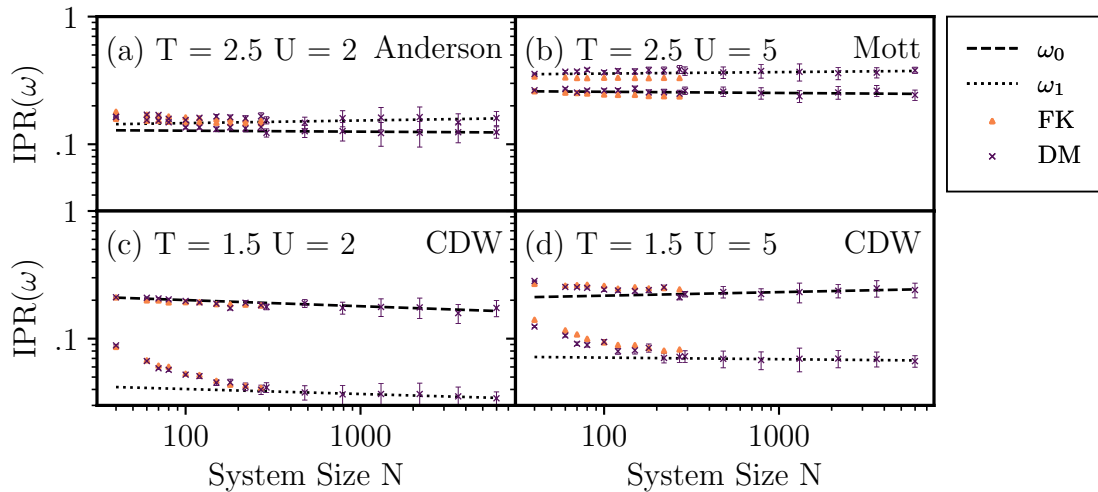 1
(a) T = 2.5 U = 2 Anderson
(b) T = 2.5 U = 5 Mott
IPR(ω)
.1
1
(c) T = 1.5 U = 2 CDW
(d) T = 1.5 U = 5 CDW
IPR(ω)
.1
100 1000
100 1000
System Size N
System Size N
ω₀
ω₁
FK
DM